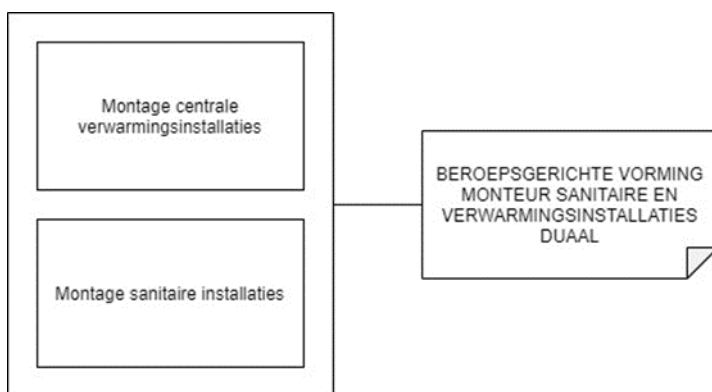 Montage centrale
verwarmingsinstallaties
Montage sanitaire installaties
BEROEPSGERICHTE VORMING
MONTEUR SANITAIRE EN
VERWARMINGSINSTALLATIES
DUAAL